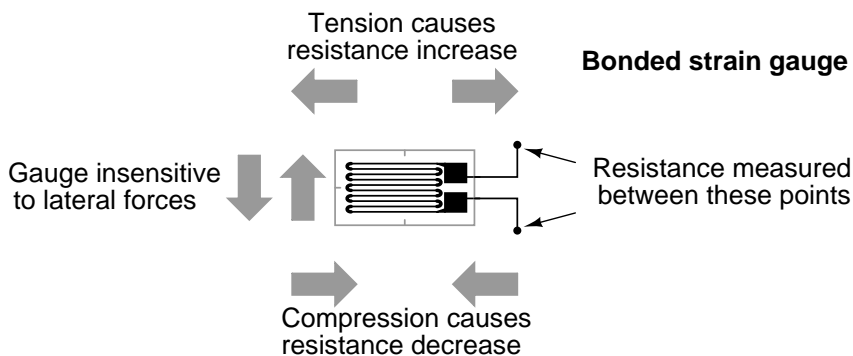 Tension causes
resistance increase
Bonded strain gauge
Gauge insensitive
to lateral forces
Resistance measured
between these points
Compression causes
resistance decrease